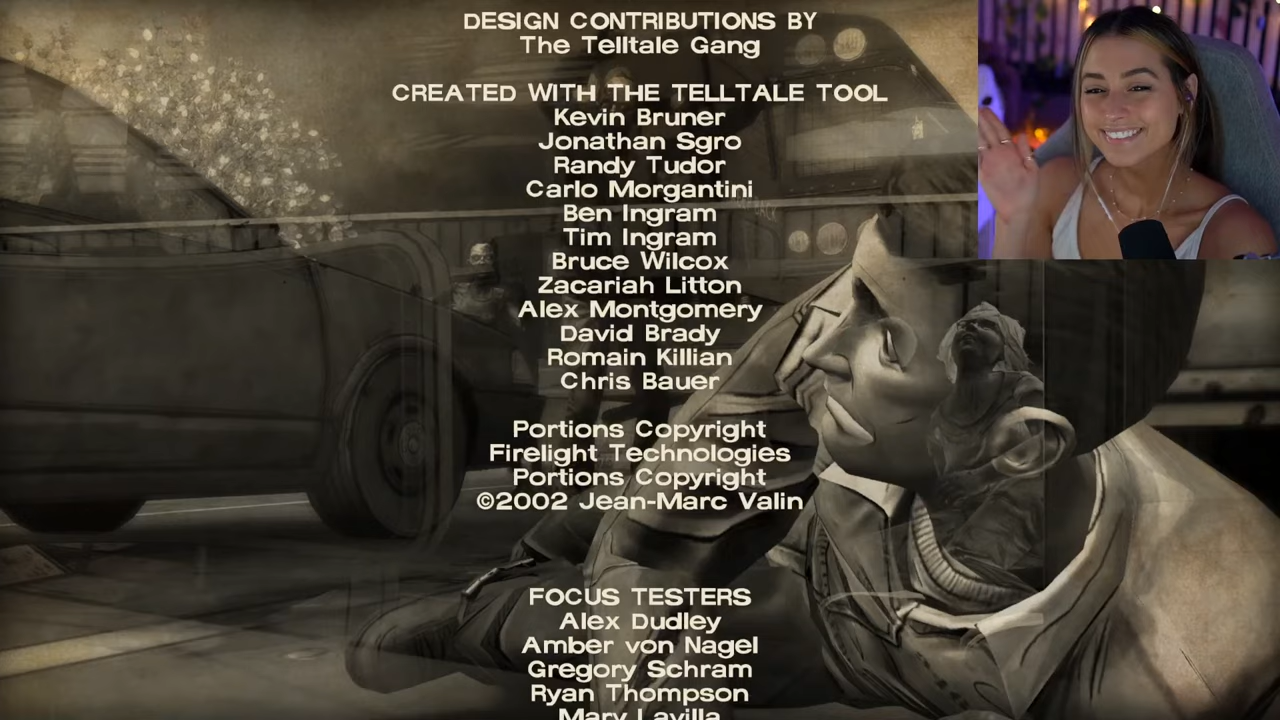 DESIGN CONTRIBUTIONS BY
The Telltale Gang
CREATED WITH THE TELLTALE TOOL
Kevin Bruner
Jonathan Sgro
Randy Tudor
Carlo Morgantini
Ben Ingram
Tim Ingram
Bruce Wilcox
Zacariah Litton
Alex Montgomery
David Brady
Romain Killian
Chris Bauer
Portions Copyright
Firelight Technologies
Portions Copyright
©2002 Jean-Marc Valin
FOCUS TESTERS
Alex Dudley
Amber von Nagel
Gregory Schram
Ryan Thompson
Mary Lavilla